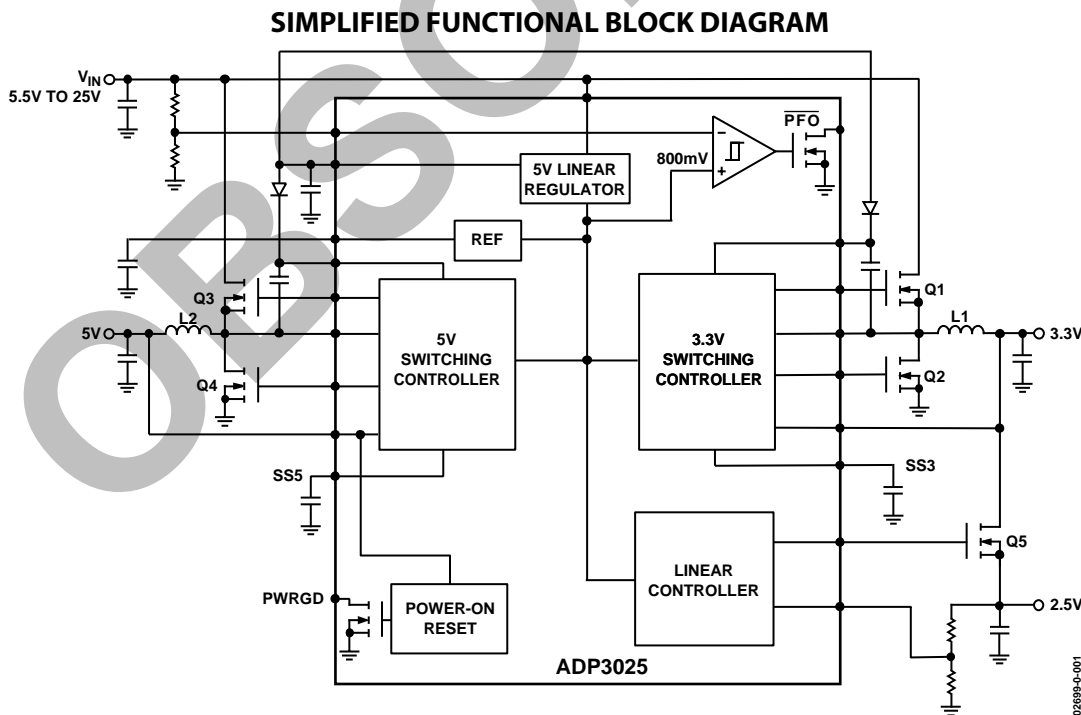 SIMPLIFIED FUNCTIONAL BLOCK DIAGRAM
VIN
5.5V TO 25V
PFO
800mV
−
+
5V LINEAR
REGULATOR
REF
Q3
Q1
L2
L1
5V
5V
SWITCHING
CONTROLLER
3.3V
SWITCHING
CONTROLLER
3.3V
Q4
Q2
SS5
SS3
LINEAR
CONTROLLER
Q5
PWRGD
POWER-ON
RESET
2.5V
ADP3025
02699-0-001
OBSO